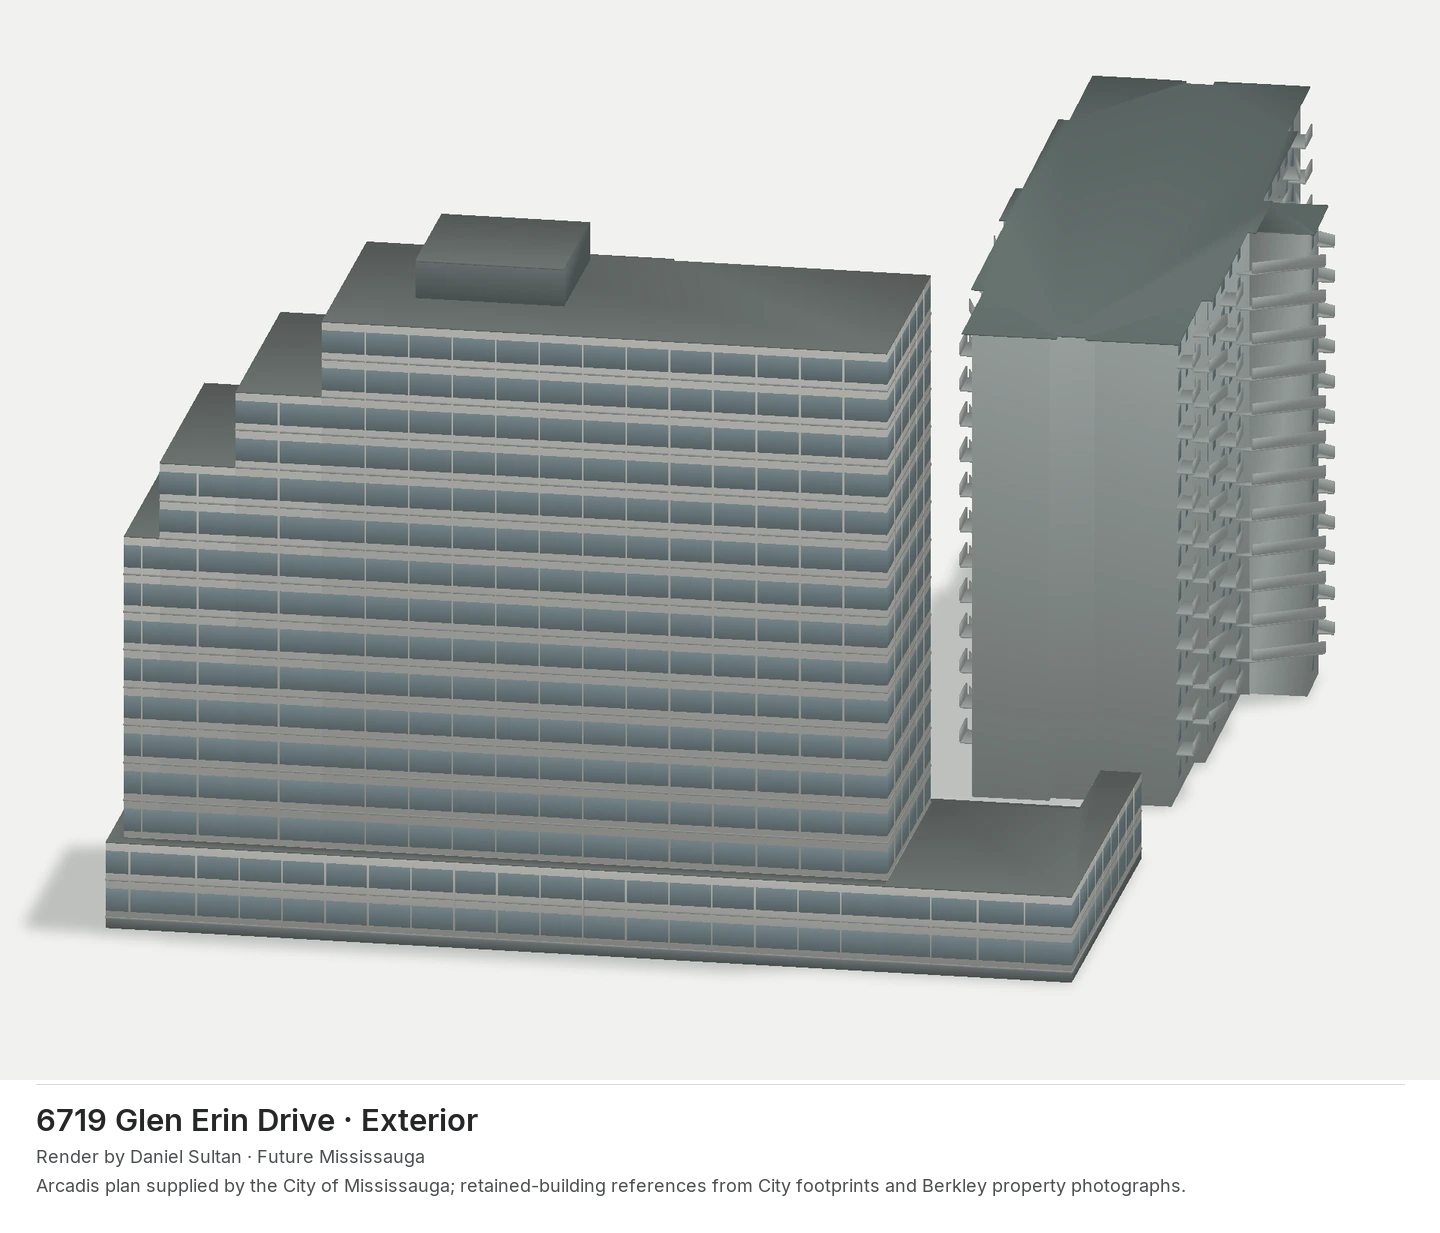 6719 Glen Erin Drive · Exterior
Render by Daniel Sultan · Future Mississauga
Arcadis plan supplied by the City of Mississauga; retained-building references from City footprints and Berkley property photographs.